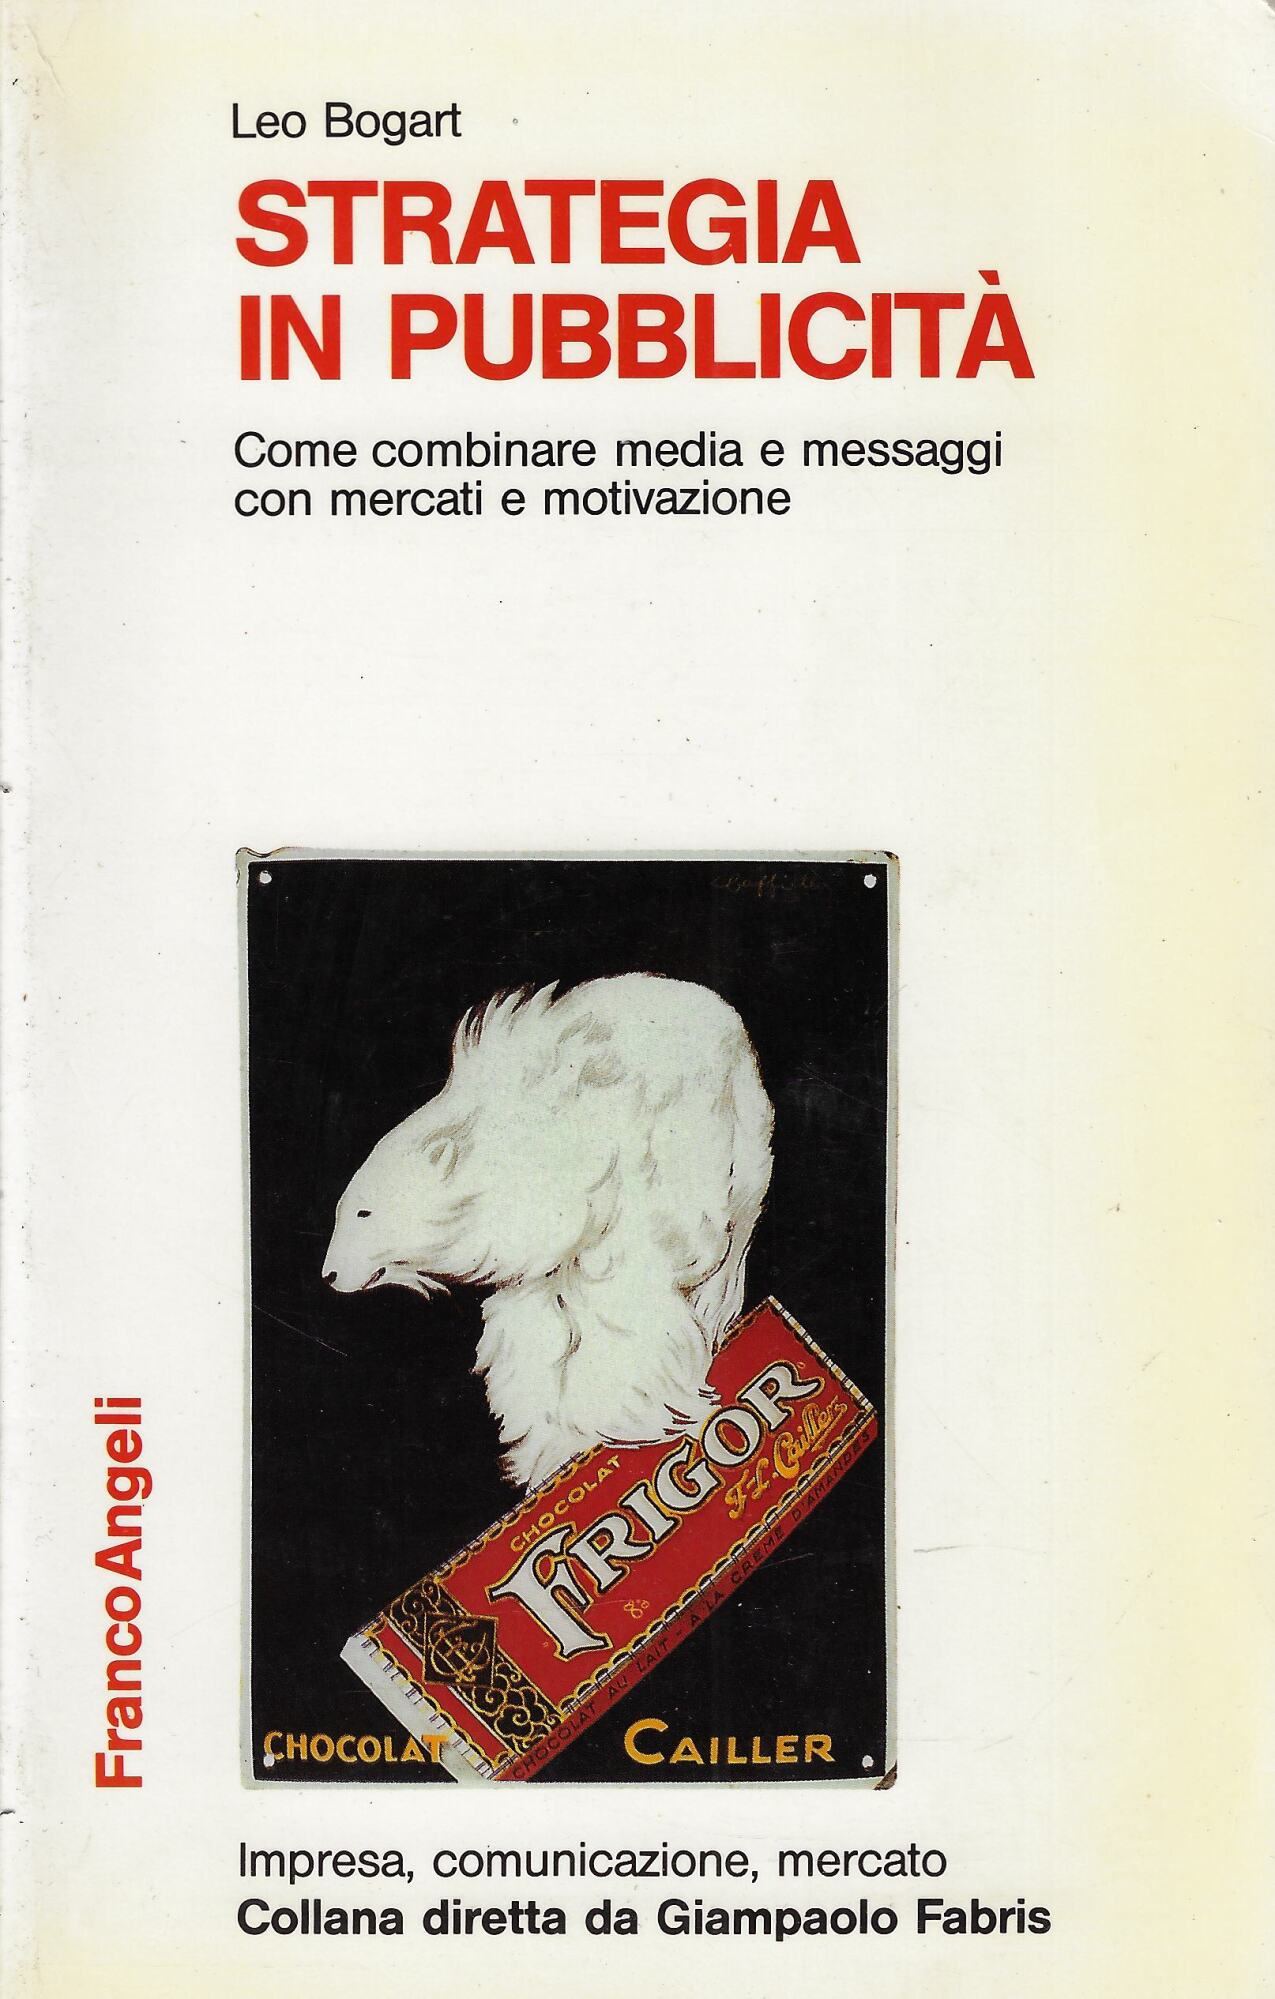 Leo Bogart
STRATEGIA
IN PUBBLICITÀ
Come combinare media e messaggi
con mercati e motivazione
CHOCOLAT
FRIGOR
F-L. Cailler
CHOCOLAT AU LAIT - A LA CREME D'AMANDES
CHOCOLAT CAILLER
FrancoAngeli
Impresa, comunicazione, mercato
Collana diretta da Giampaolo Fabris